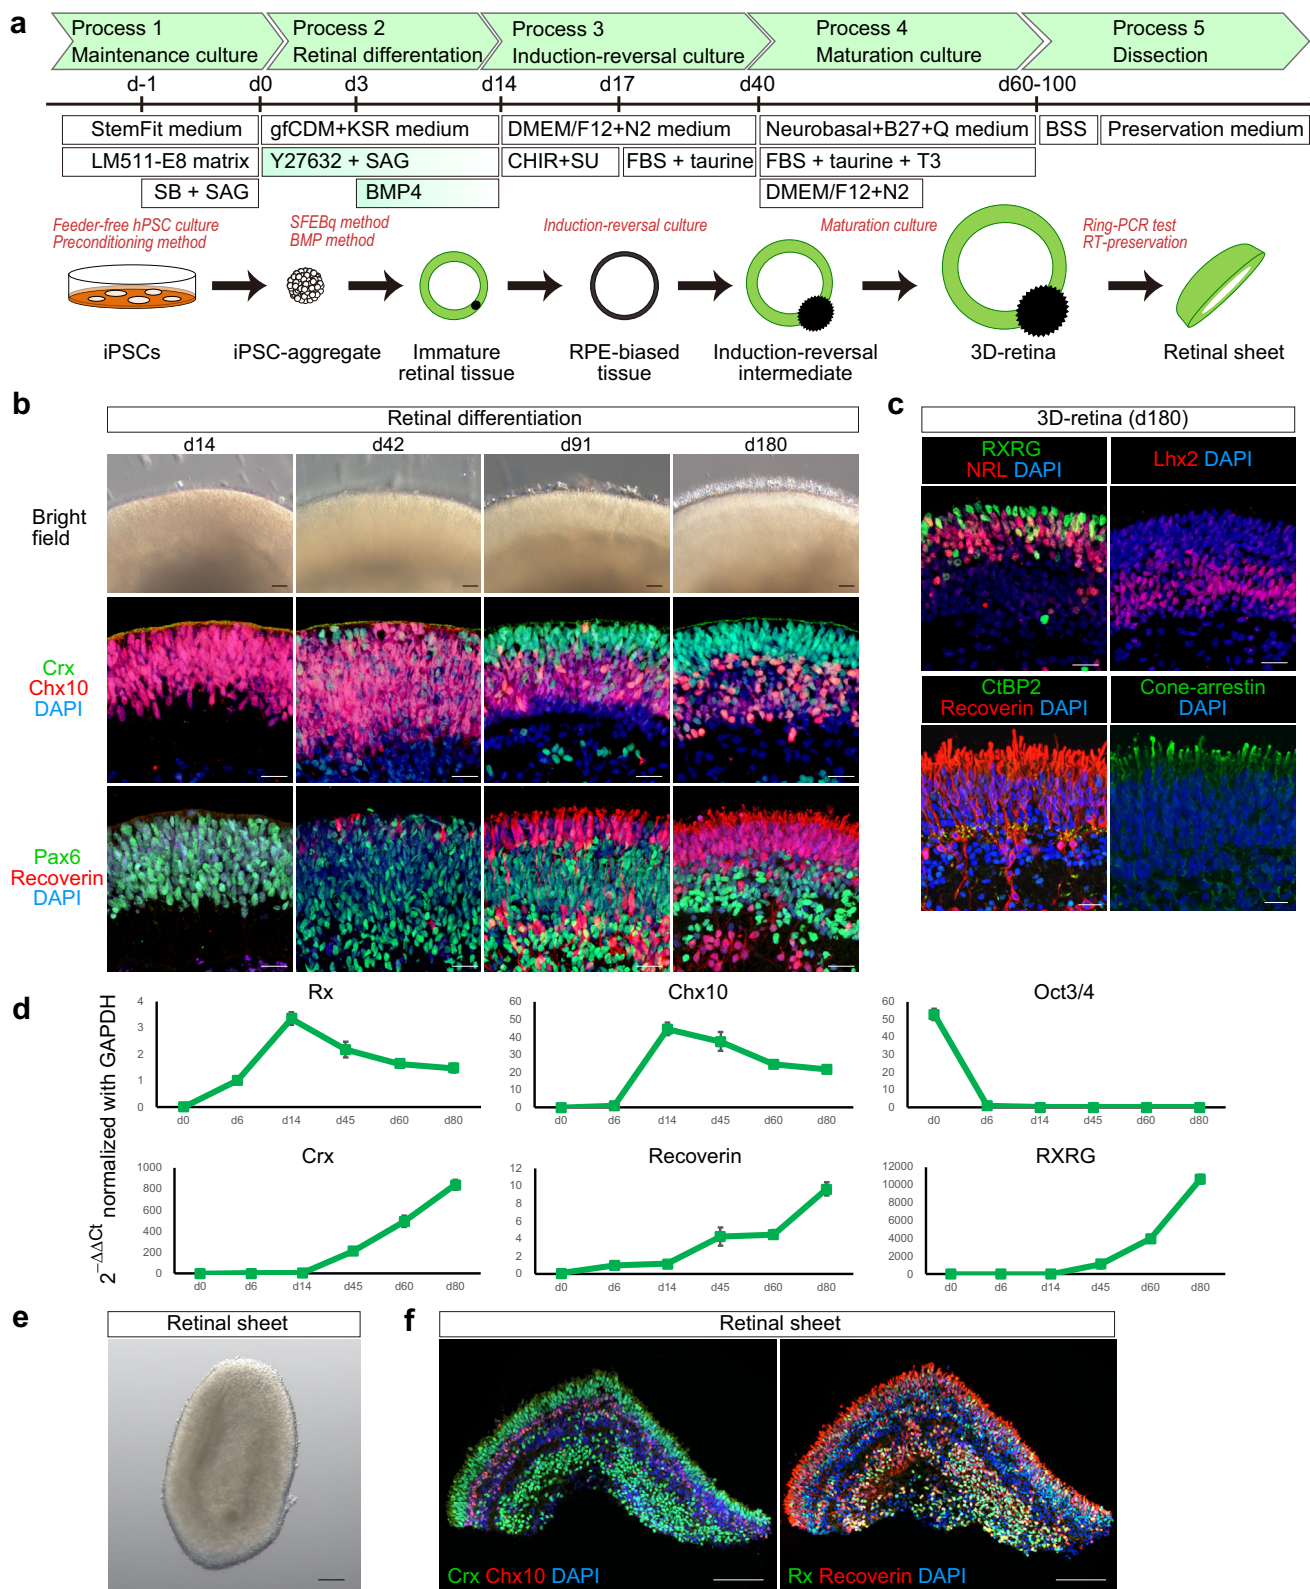 a
Process 1
Maintenance culture
Process 2
Retinal differentiation
Process 3
Induction-reversal culture
Process 4
Maturation culture
Process 5
Dissection
d-1 d0 d3 d14 d17 d40 d60-100
StemFit medium gfCDM+KSR medium DMEM/F12+N2 medium Neurobasal+B27+Q medium BSS Preservation medium
LM511-E8 matrix Y27632 + SAG CHIR+SU FBS + taurine FBS + taurine + T3
SB + SAG BMP4 DMEM/F12+N2
Feeder-free hPSC culture
Preconditioning method
SFEBq method
BMP method
Induction-reversal culture
Maturation culture
Ring-PCR test
RT-preservation
iPSCs
iPSC-aggregate
Immature
retinal tissue
RPE-biased
tissue
Induction-reversal
intermediate
3D-retina
Retinal sheet
b
Retinal differentiation
d14 d42 d91 d180
Bright
field
Crx
Chx10
DAPI
Pax6
Recoverin
DAPI
c
3D-retina (d180)
RXRG
NRL DAPI
Lhx2 DAPI
CtBP2
Recoverin DAPI
Cone-arrestin
DAPI
d
2−ΔΔCt normalized with GAPDH
Rx
4
3
2
1
0
d0 d6 d14 d45 d60 d80
Chx10
60
50
40
30
20
10
0
d0 d6 d14 d45 d60 d80
Oct3/4
60
50
40
30
20
10
0
d0 d6 d14 d45 d60 d80
Crx
1000
800
600
400
200
0
d0 d6 d14 d45 d60 d80
Recoverin
12
10
8
6
4
2
0
d0 d6 d14 d45 d60 d80
RXRG
12000
10000
8000
6000
4000
2000
0
d0 d6 d14 d45 d60 d80
e
Retinal sheet
f
Retinal sheet
Crx Chx10 DAPI
Rx Recoverin DAPI